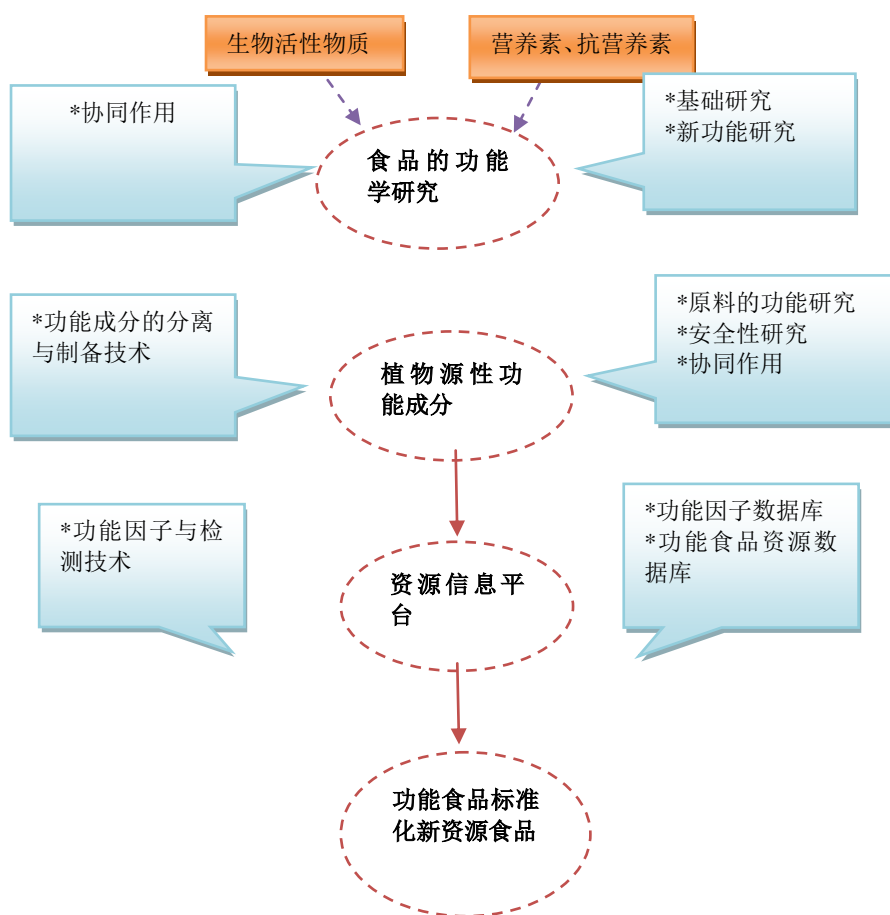 生物活性物质
营养素、抗营养素
*协同作用
*基础研究
*新功能研究
食品的功能
学研究
*功能成分的分离
与制备技术
*原料的功能研究
*安全性研究
*协同作用
植物源性功
能成分
*功能因子与检
测技术
*功能因子数据库
*功能食品资源数
据库
资源信息平
台
功能食品标准
化新资源食品